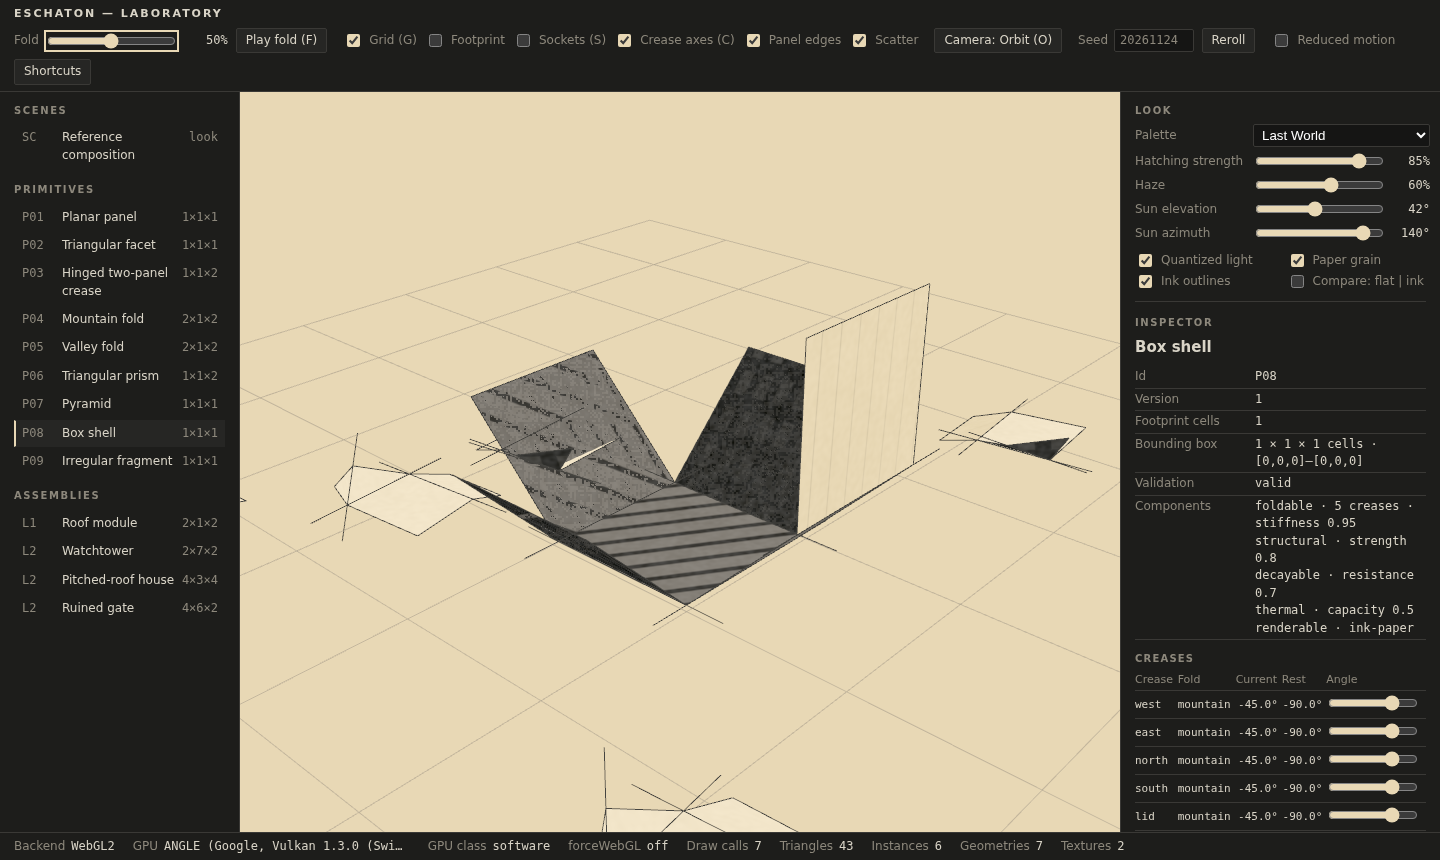 ESCHATON — LABORATORY
Fold 50% Play fold (F) Grid (G) Footprint Sockets (S) Crease axes (C) Panel edges Scatter Camera: Orbit (O) Seed 20261124 Reroll Reduced motion
Shortcuts
SCENES
SC Reference composition look
PRIMITIVES
P01 Planar panel 1×1×1
P02 Triangular facet 1×1×1
P03 Hinged two-panel crease 1×1×2
P04 Mountain fold 2×1×2
P05 Valley fold 2×1×2
P06 Triangular prism 1×1×2
P07 Pyramid 1×1×1
P08 Box shell 1×1×1
P09 Irregular fragment 1×1×1
ASSEMBLIES
L1 Roof module 2×1×2
L2 Watchtower 2×7×2
L2 Pitched-roof house 4×3×4
L2 Ruined gate 4×6×2
LOOK
Palette Last World
Hatching strength 85%
Haze 60%
Sun elevation 42°
Sun azimuth 140°
Quantized light Paper grain
Ink outlines Compare: flat | ink
INSPECTOR
Box shell
Id P08
Version 1
Footprint cells 1
Bounding box 1 × 1 × 1 cells ·
[0,0,0]–[0,0,0]
Validation valid
Components foldable · 5 creases ·
stiffness 0.95
structural · strength
0.8
decayable · resistance
0.7
thermal · capacity 0.5
renderable · ink-paper
CREASES
Crease Fold Current Rest Angle
west mountain -45.0° -90.0°
east mountain -45.0° -90.0°
north mountain -45.0° -90.0°
south mountain -45.0° -90.0°
lid mountain -45.0° -90.0°
Backend WebGL2 GPU ANGLE (Google, Vulkan 1.3.0 (Swi… GPU class software forceWebGL off Draw calls 7 Triangles 43 Instances 6 Geometries 7 Textures 2